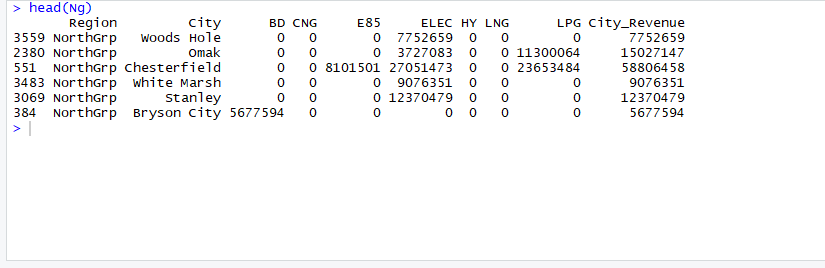 > head(Ng)
Region City BD CNG E85 ELEC HY LNG LPG City_Revenue
3559 NorthGrp Woods Hole 0 0 0 7752659 0 0 0 7752659
2380 NorthGrp Omak 0 0 0 3727083 0 0 11300064 15027147
551 NorthGrp Chesterfield 0 0 8101501 27051473 0 0 23653484 58806458
3483 NorthGrp White Marsh 0 0 0 9076351 0 0 0 9076351
3069 NorthGrp Stanley 0 0 0 12370479 0 0 0 12370479
384 NorthGrp Bryson City 5677594 0 0 0 0 0 0 5677594
>